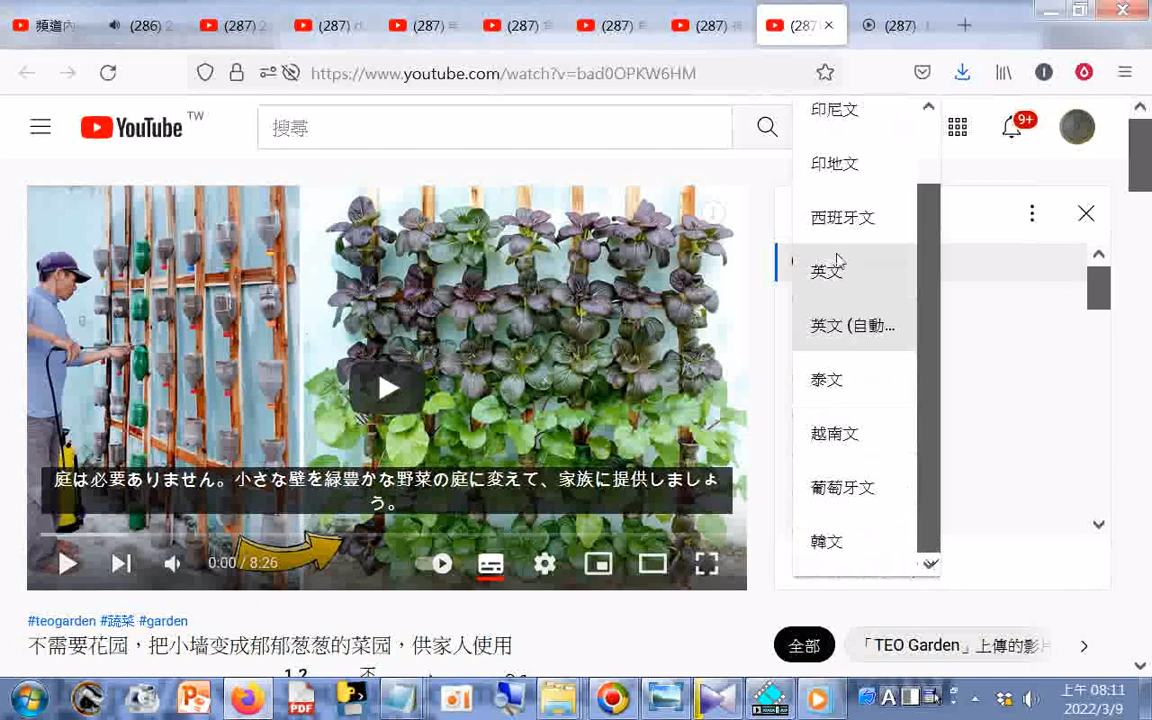 頻道內
(286) 2
(287) 2
(287)
(287)
(287)
(287)
(287)
(287)
(287)
https://www.youtube.com/watch?v=bad0OPKW6HM
YouTube TW
搜尋
9+
印尼文
印地文
西班牙文
英文
英文 (自動...
泰文
越南文
葡萄牙文
韓文
庭は必要ありません。小さな壁を緑豊かな野菜の庭に変えて、家族に提供しましょ
う。
0:00 / 8:26
#teogarden #蔬菜 #garden
不需要花园，把小墙变成郁郁葱葱的菜园，供家人使用
全部
「TEO Garden」上傳的影片
PDF
A
上午 08:11
2022/3/9